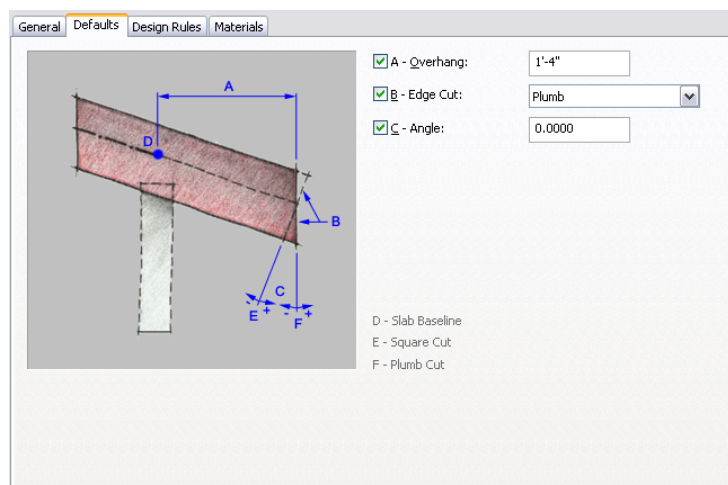 General Defaults Design Rules Materials
A - Overhang: 1'-4"
B - Edge Cut: Plumb
C - Angle: 0.0000
A
D
B
C
- + - +
E F
D - Slab Baseline
E - Square Cut
F - Plumb Cut